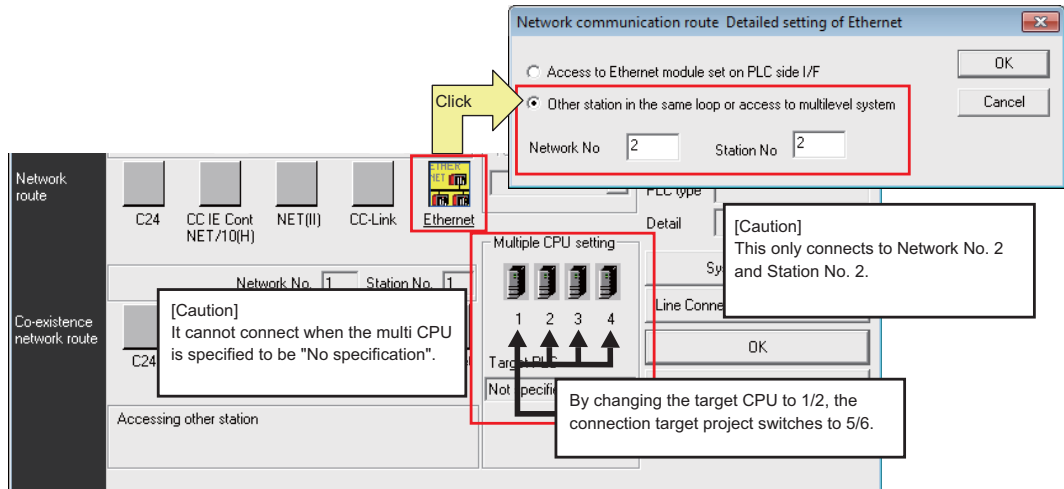 Network communication route Detailed setting of Ethernet
Access to Ethernet module set on PLC side I/F
OK
Other station in the same loop or access to multilevel system
Cancel
Network No 2 Station No 2
Click
Network
route
C24
CC IE Cont
NET/10(H)
NET(II)
CC-Link
ETHER
NET
Ethernet
PLC type
Detail
[Caution]
This only connects to Network No. 2
and Station No. 2.
Multiple CPU setting
1 2 3 4
Target PLC
Not specifi
Network No. 1 Station No. 1
[Caution]
It cannot connect when the multi CPU
is specified to be "No specification".
Sy
Line Conne
OK
Co-existence
network route
C24
By changing the target CPU to 1/2, the
connection target project switches to 5/6.
Accessing other station